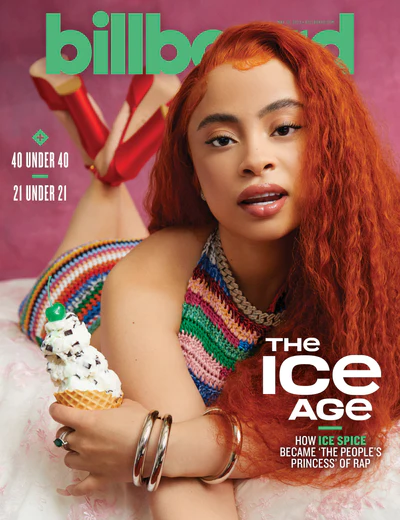 billboard
40 UNDER 40
21 UNDER 21
THE
ICE
AGE
HOW ICE SPICE
BECAME 'THE PEOPLE'S
PRINCESS' OF RAP